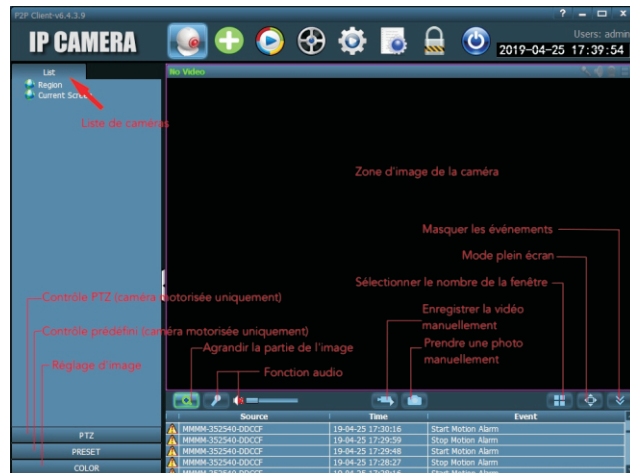 P2P Client-v6.4.3.9
IP CAMERA
Users: admin
2019-04-25 17:39:54
List
Region
Current Screen
Liste de caméras
No Video
Zone d'image de la caméra
Masquer les événements
Mode plein écran
Sélectionner le nombre de la fenêtre
Contrôle PTZ (caméra motorisée uniquement)
Enregistrer la vidéo
manuellement
Contrôle prédéfini (caméra motorisée uniquement)
Agrandir la partie de l'image
Prendre une photo
manuellement
Réglage d'image
Fonction audio
Source Time Event
MMMM-352540-DDCCF 19-04-25 17:30:16 Start Motion Alarm
MMMM-352540-DDCCF 19-04-25 17:29:59 Stop Motion Alarm
MMMM-352540-DDCCF 19-04-25 17:29:48 Start Motion Alarm
MMMM-352540-DDCCF 19-04-25 17:28:27 Stop Motion Alarm
MMMM-352540-DDCCF 19-04-25 17:28:16 Start Motion Alarm
PTZ
PRESET
COLOR